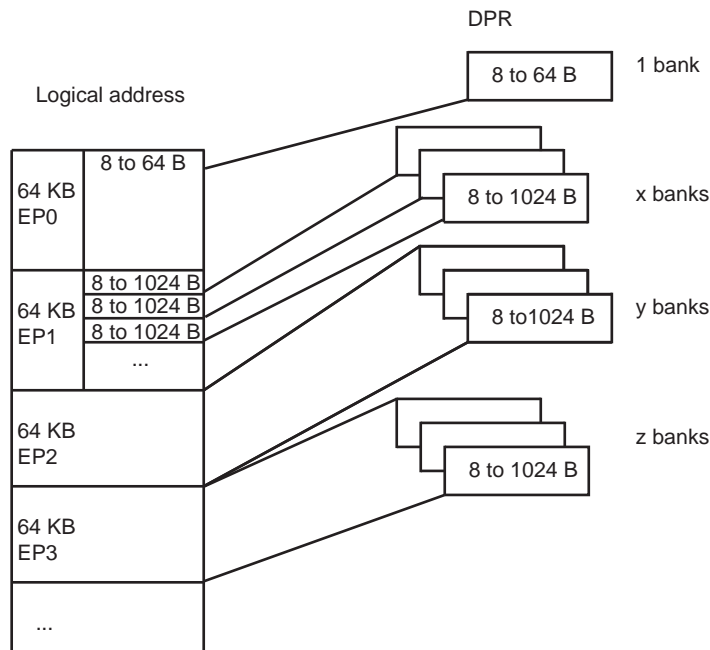 DPR
8 to 64 B
1 bank
Logical address
8 to 64 B
64 KB
EP0
8 to 1024 B
x banks
64 KB
EP1
8 to 1024 B
8 to 1024 B
8 to 1024 B
...
8 to1024 B
y banks
64 KB
EP2
8 to 1024 B
z banks
64 KB
EP3
...